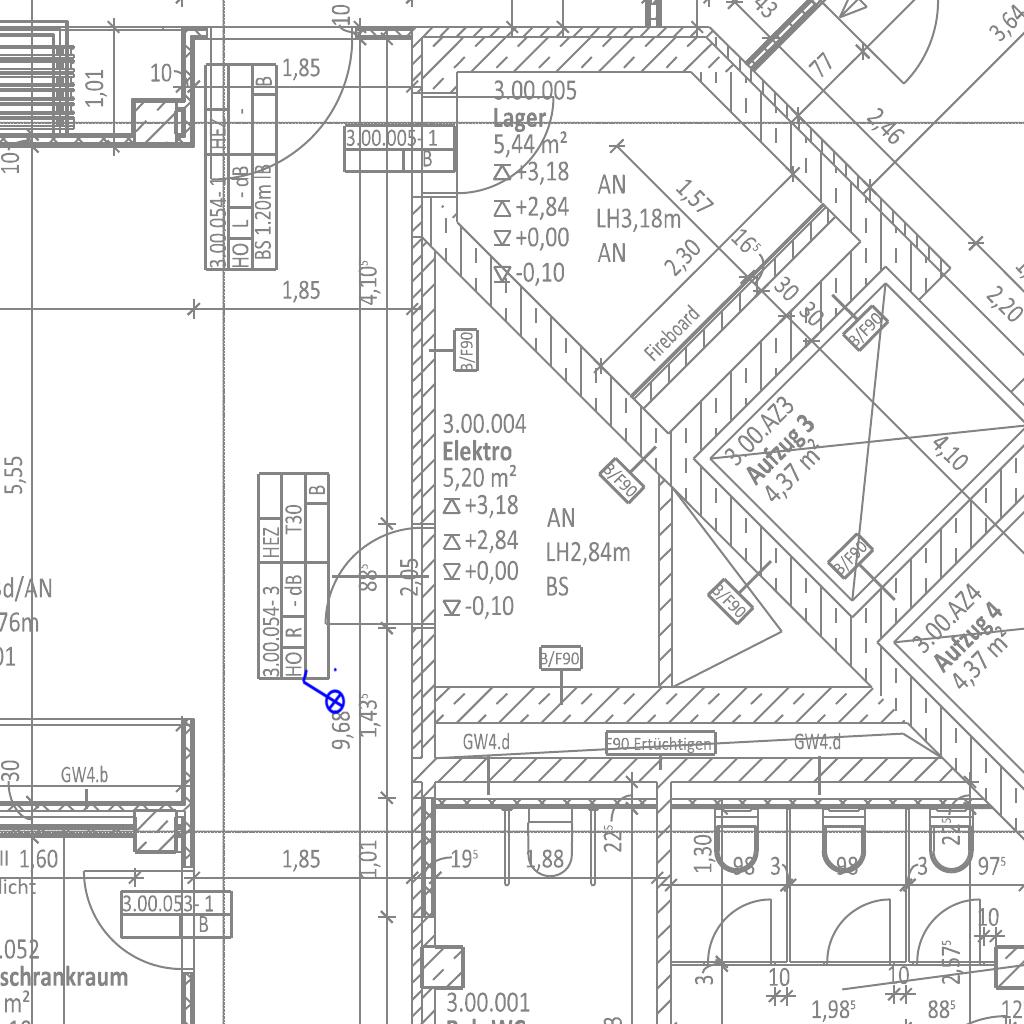 10
43
3,64
77
2,46
1,01
10
1,85
10
HEZ
-
B
3.00.054- 1
HO L - dB
BS 1.20m B
3.00.005- 1
B
3.00.005
Lager
5,44 m²
+3,18
+2,84
+0,00
-0,10
AN
LH3,18m
AN
1,57
2,30
16⁵
30
30
Fireboard
B/F90
2,20
1,85
4,10⁵
B/F90
5,55
3.00.004
Elektro
5,20 m²
+3,18
+2,84
+0,00
-0,10
AN
LH2,84m
BS
B/F90
3.00.AZ3
Aufzug 3
4,37 m²
4,10
B/F90
B/F90
3.00.AZ4
Aufzug 4
4,37 m²
HEZ
T30
B
3.00.054- 3
HO R - dB
88⁵
2,05
d/AN
76m
01
B/F90
9,68
1,43⁵
GW4.d
F90 Ertüchtigen
GW4.d
30
GW4.b
1,60
licht
1,85
1,01
19⁵
1,88
22⁵
1,30
98
3
98
3
22⁵
97⁵
3.00.053- 1
B
.052
schrankraum
m²
3.00.001
3
10
10
10
2,57⁵
1,98⁵
88⁵
12